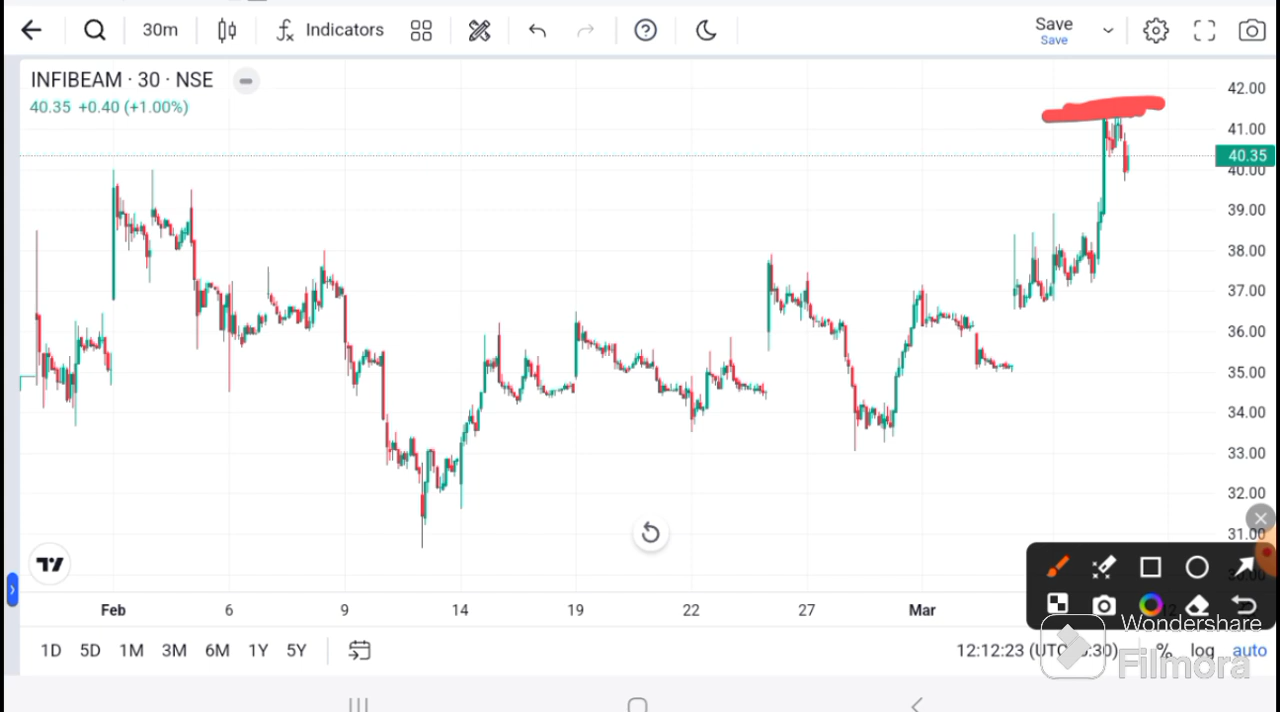 30m Indicators Save
Save
INFIBEAM · 30 · NSE
40.35 +0.40 (+1.00%)
42.00
41.00
40.35
40.00
39.00
38.00
37.00
36.00
35.00
34.00
33.00
32.00
31.00
Feb 6 9 14 19 22 27 Mar
1D 5D 1M 3M 6M 1Y 5Y 12:12:23 (UTC % log auto
Wondershare
Filmora